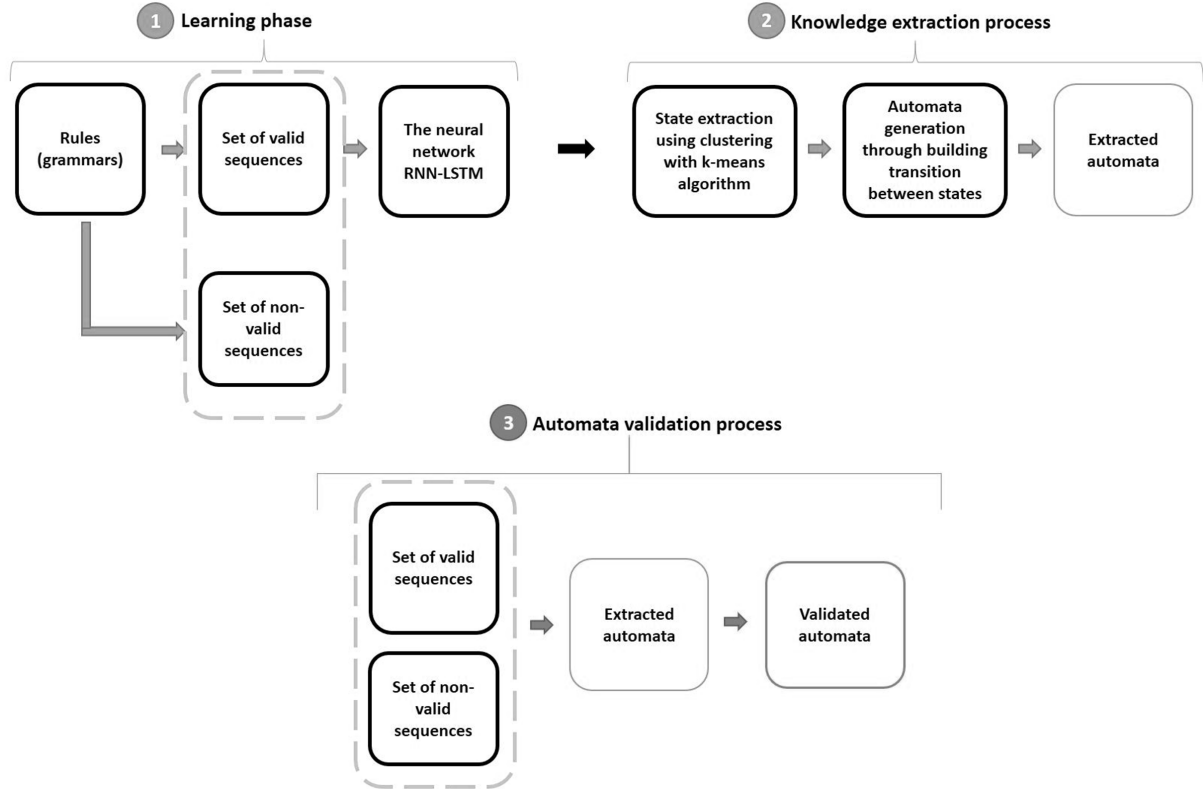 1 Learning phase
Rules
(grammars)
Set of valid
sequences
The neural
network
RNN-LSTM
Set of non-
valid
sequences
2 Knowledge extraction process
State extraction
using clustering
with k-means
algorithm
Automata
generation
through building
transition
between states
Extracted
automata
3 Automata validation process
Set of valid
sequences
Set of non-
valid
sequences
Extracted
automata
Validated
automata